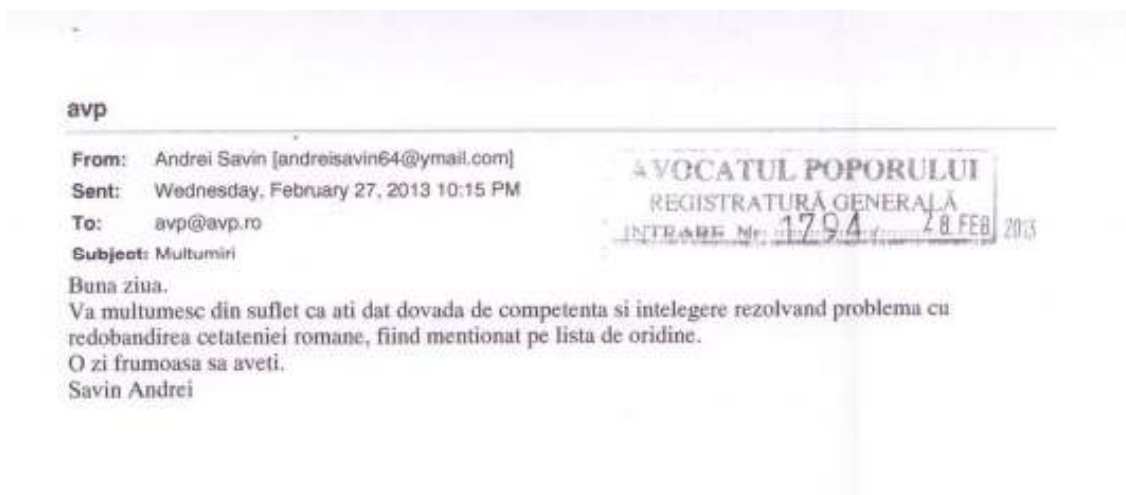 avp
From: Andrei Savin [andreisavin64@ymail.com]
Sent: Wednesday, February 27, 2013 10:15 PM
To: avp@avp.ro
Subject: Multumiri
AVOCATUL POPORULUI
REGISTRATURĂ GENERALĂ
INTRARE Nr. 1794 / 28. FEB. 2013
Buna ziua.
Va multumesc din suflet ca ati dat dovada de competenta si intelegere rezolvand problema cu
redobandirea cetateniei romane, fiind mentionat pe lista de oridine.
O zi frumoasa sa aveti.
Savin Andrei